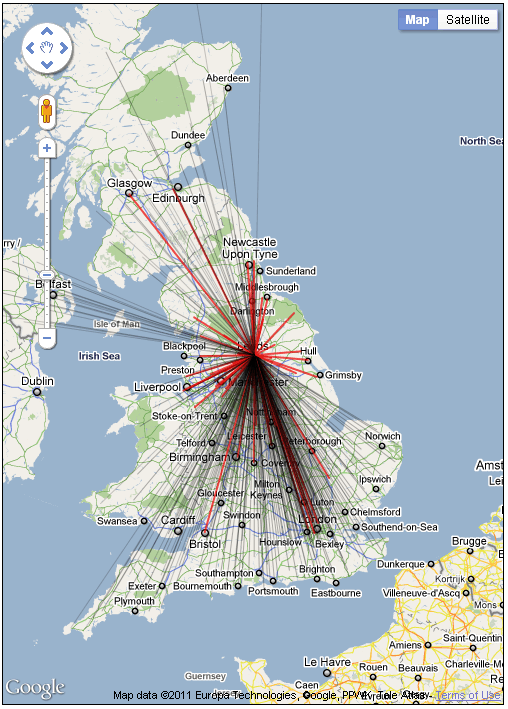 Map
Satellite
Aberdeen
North Sea
Dundee
Glasgow
Edinburgh
Newcastle
Upon Tyne
Sunderland
rry /
Belfast
Middlesbrough
Darlington
Isle of Man
Irish Sea
Blackpool
Leeds
Hull
Preston
Grimsby
Dublin
Liverpool
Manchester
Stoke-on-Trent
Nottingham
Telford
Leicester
Peterborough
Norwich
Birmingham
Coventry
Amst
Lei
Ipswich
Gloucester
Milton
Keynes
Luton
Chelmsford
Swansea
Cardiff
Swindon
London
Southend-on-Sea
Bristol
Hounslow
Bexley
Brugge
Dunkerque
Southampton
Brighton
Kortrijk
Exeter
Bournemouth
Portsmouth
Eastbourne
Villeneuve-d'Ascq
Plymouth
Mons
Amiens
Saint-Quentin
Le Havre
Rouen
Beauvais
Charleville-Me
Guernsey
Caen
Google
Map data ©2011 Europa Technologies, Google, PPWK, Tele Atlas - Terms of Use